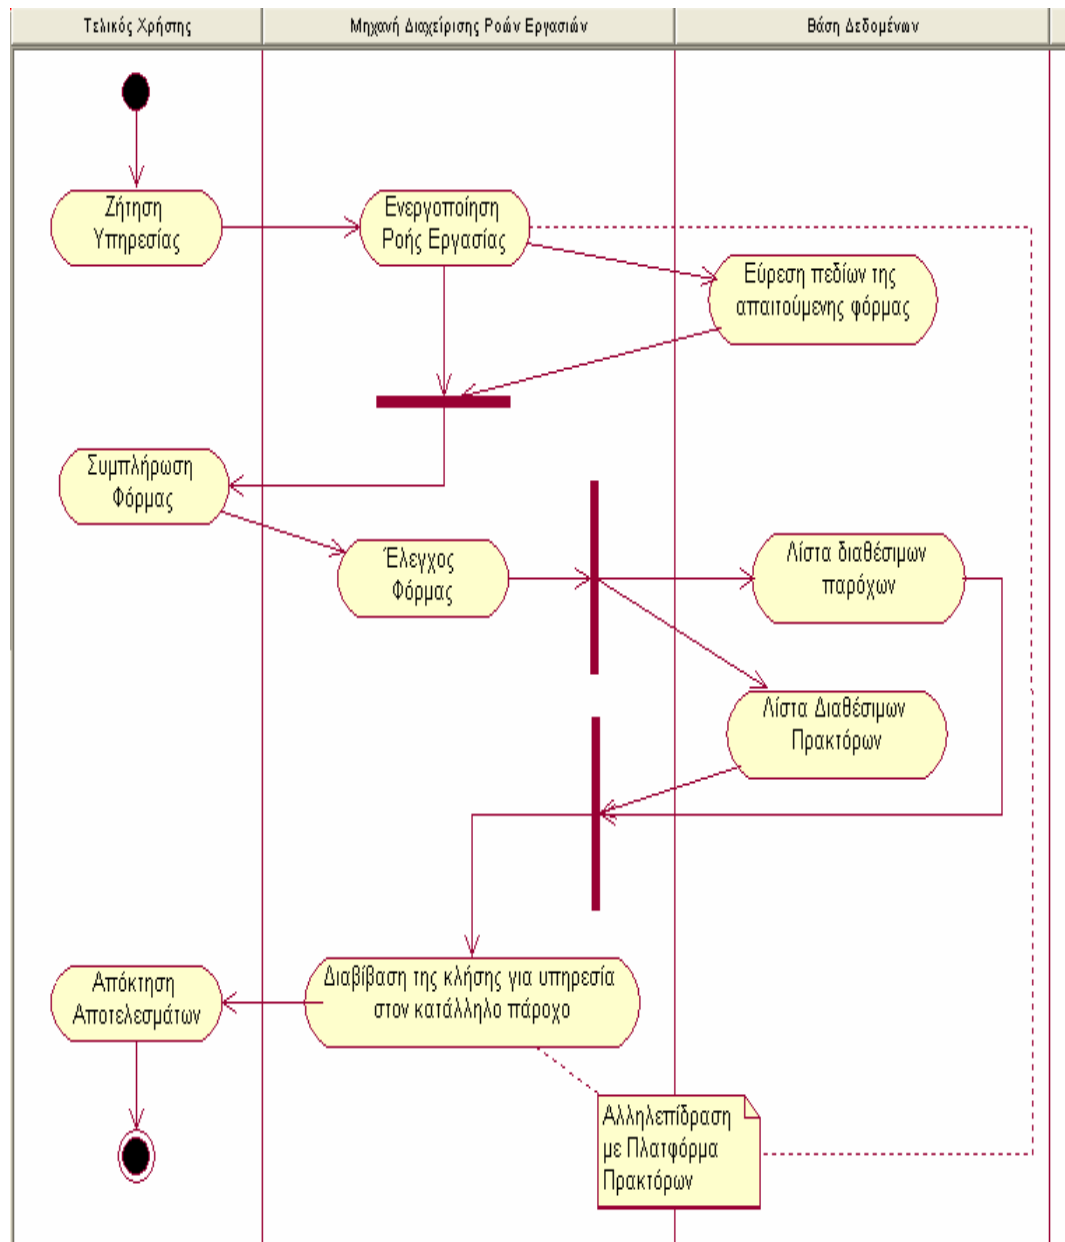 Τελικός Χρήστης
Μηχανή Διαχείρισης Ροών Εργασιών
Βάση Δεδομένων
Ζήτηση
Υπηρεσίας
Ενεργοποίηση
Ροής Εργασίας
Εύρεση πεδίων της
απαιτούμενης φόρμας
Συμπλήρωση
Φόρμας
Έλεγχος
Φόρμας
Λίστα διαθέσιμων
παρόχων
Λίστα Διαθέσιμων
Πρακτόρων
Διαβίβαση της κλήσης για υπηρεσία
στον κατάλληλο πάροχο
Απόκτηση
Αποτελεσμάτων
Αλληλεπίδραση
με Πλατφόρμα
Πρακτόρων